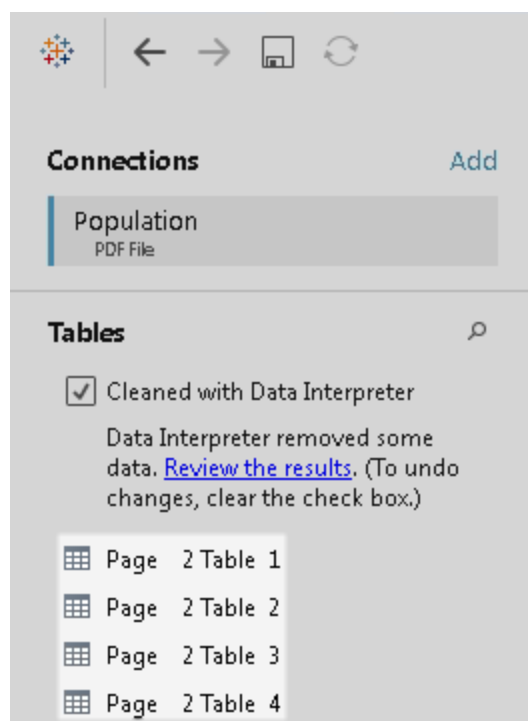 Connections Add
Population
PDF File
Tables
Cleaned with Data Interpreter
Data Interpreter removed some
data. Review the results. (To undo
changes, clear the check box.)
Page 2 Table 1
Page 2 Table 2
Page 2 Table 3
Page 2 Table 4